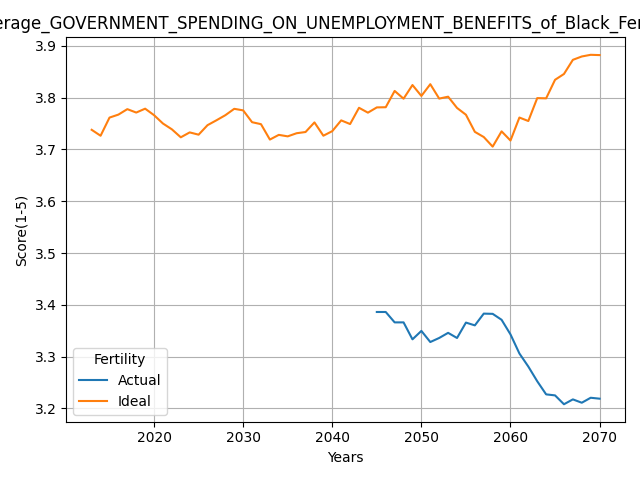 erage_GOVERNMENT_SPENDING_ON_UNEMPLOYMENT_BENEFITS_of_Black_Fe
3.9
3.8
3.7
3.6
3.5
3.4
3.3
3.2
Score(1-5)
Fertility
Actual
Ideal
2020 2030 2040 2050 2060 2070
Years